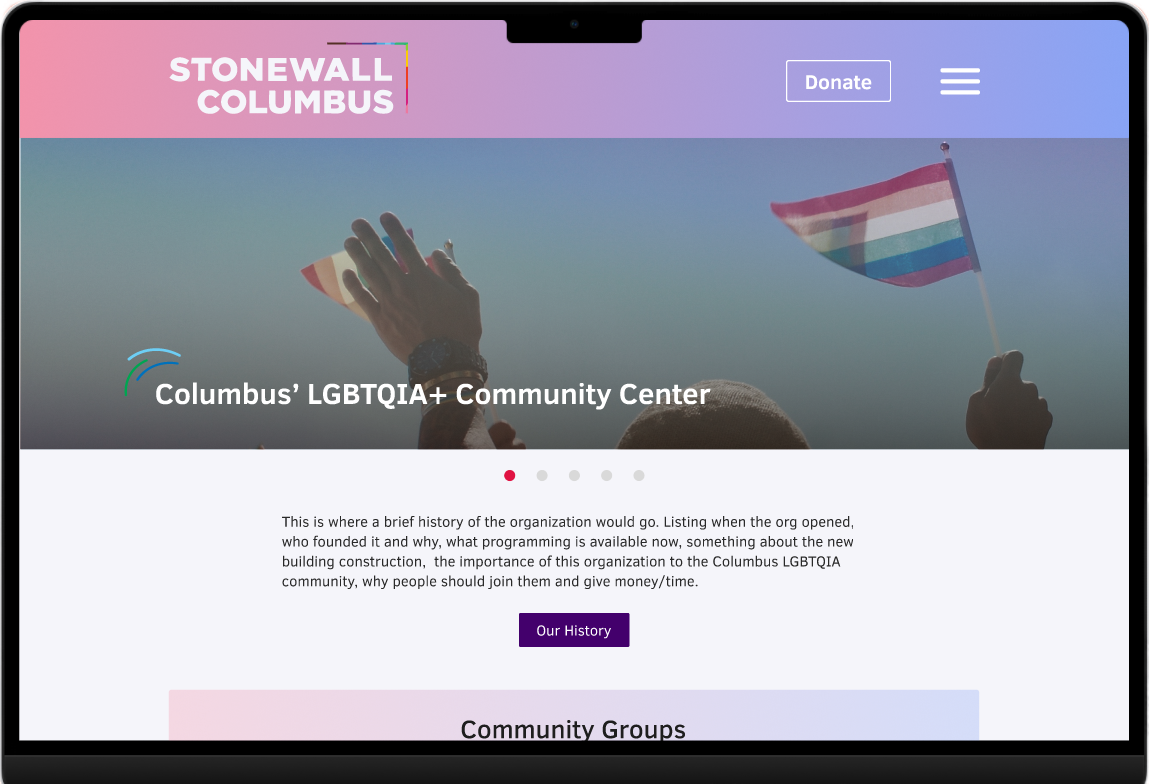 STONEWALL
COLUMBUS
Donate
Columbus’ LGBTQIA+ Community Center
This is where a brief history of the organization would go. Listing when the org opened,
who founded it and why, what programming is available now, something about the new
building construction,  the importance of this organization to the Columbus LGBTQIA
community, why people should join them and give money/time.
Our History
Community Groups